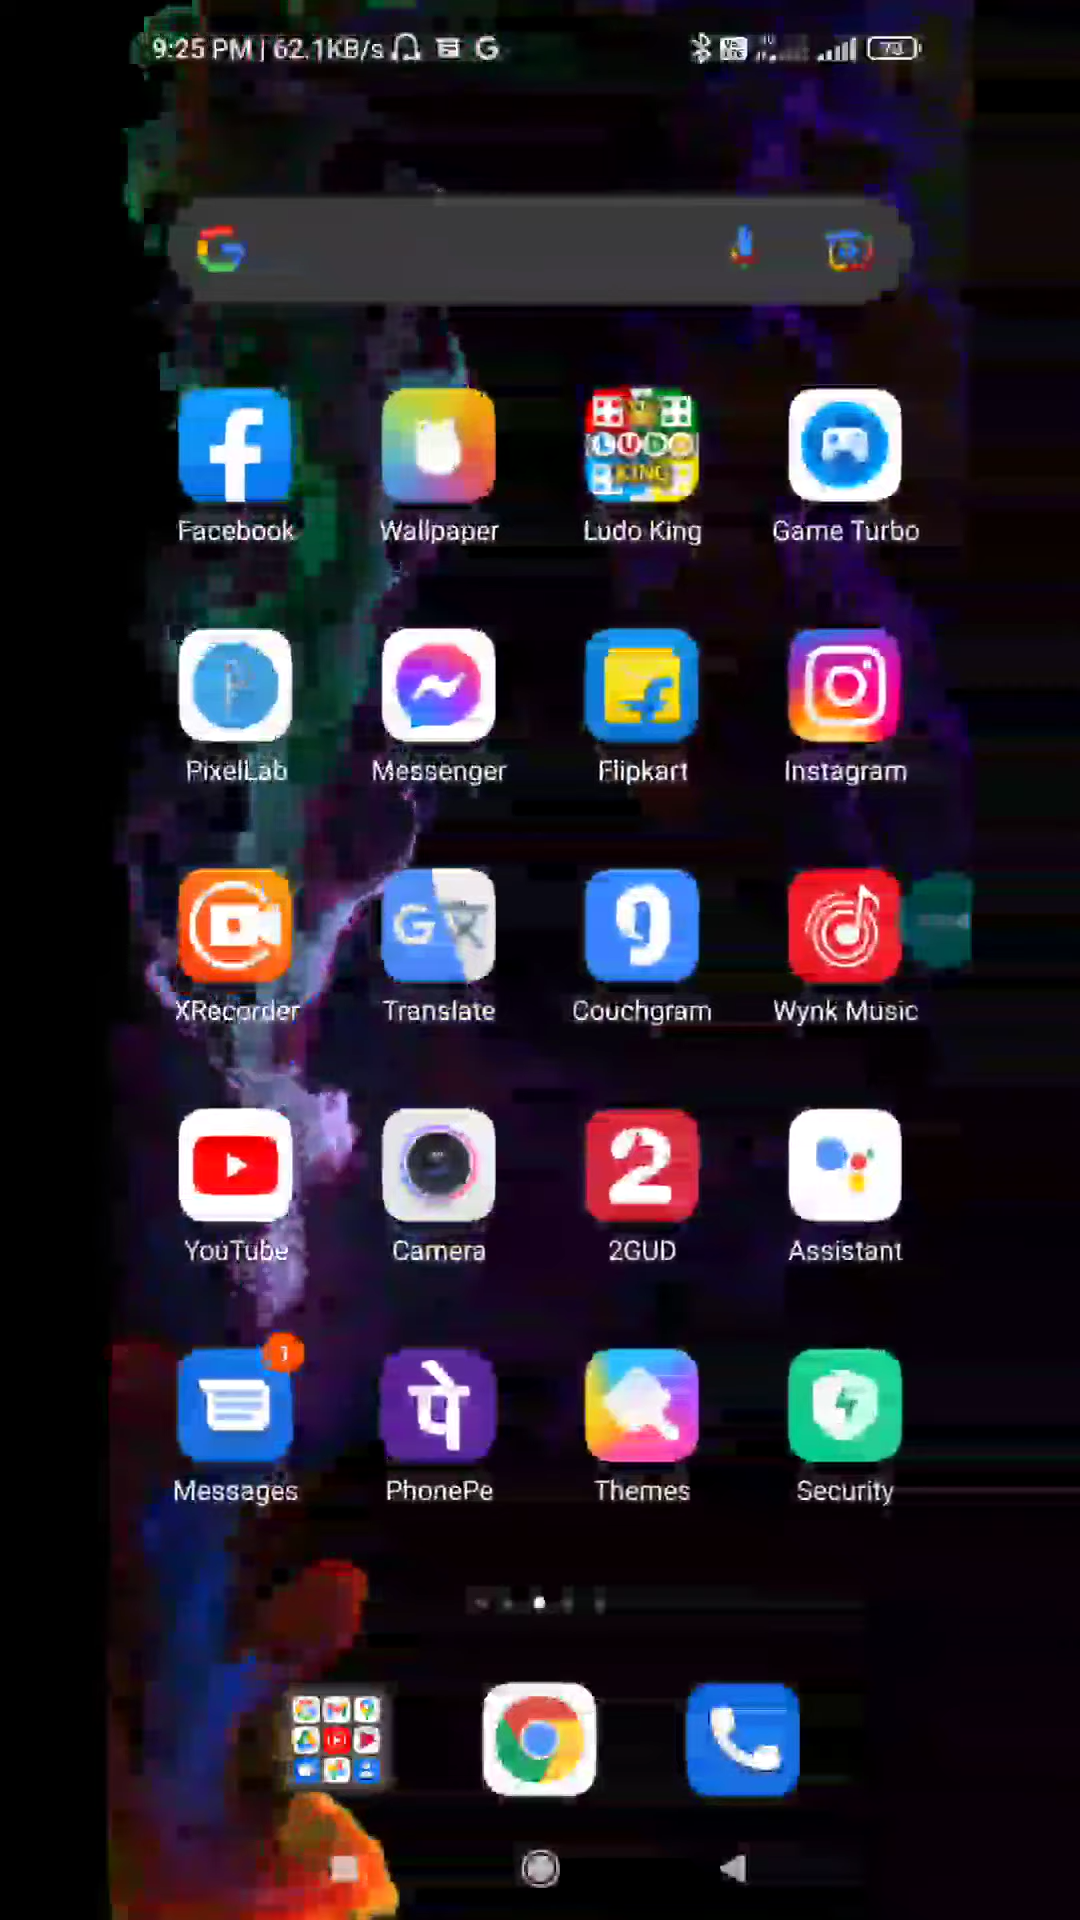 9:25 PM | 62.1KB/s
Facebook Wallpaper Ludo King Game Turbo
PixelLab Messenger Flipkart Instagram
XRecorder Translate Couchgram Wynk Music
YouTube Camera 2GUD Assistant
1
Messages PhonePe Themes Security